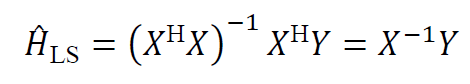 Ĥ_LS = (X^H X)^{-1} X^H Y = X^{-1} Y